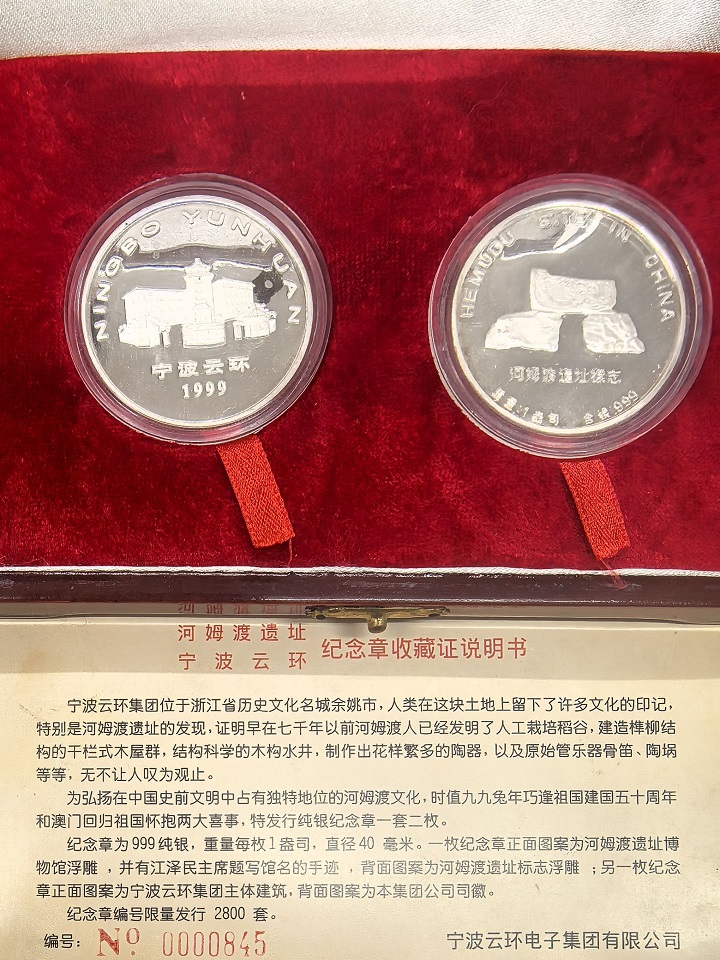 NINGBO YUNHUAN
宁波云环
1999
HEMUDU SITE IN CHINA
河姆渡遗址标志
重量:1盎司 含银.999
河姆渡遗址
宁波云环
纪念章收藏证说明书
宁波云环集团位于浙江省历史文化名城余姚市，人类在这块土地上留下了许多文化的印记，
特别是河姆渡遗址的发现，证明早在七千年以前河姆渡人已经发明了人工栽培稻谷，建造榫柳结
构的干栏式木屋群，结构科学的木构水井，制作出花样繁多的陶器，以及原始管乐器骨笛、陶埙
等等，无不让人叹为观止。
为弘扬在中国史前文明中占有独特地位的河姆渡文化，时值九九兔年巧逢祖国建国五十周年
和澳门回归祖国怀抱两大喜事，特发行纯银纪念章一套二枚。
纪念章为999纯银，重量每枚1盎司，直径40 毫米。一枚纪念章正面图案为河姆渡遗址博
物馆浮雕 ，并有江泽民主席题写馆名的手迹 ，背面图案为河姆渡遗址标志浮雕 ；另一枚纪念
章正面图案为宁波云环集团主体建筑，背面图案为本集团公司司徽。
纪念章编号限量发行 2800 套。
编号： Nº 0000845
宁波云环电子集团有限公司